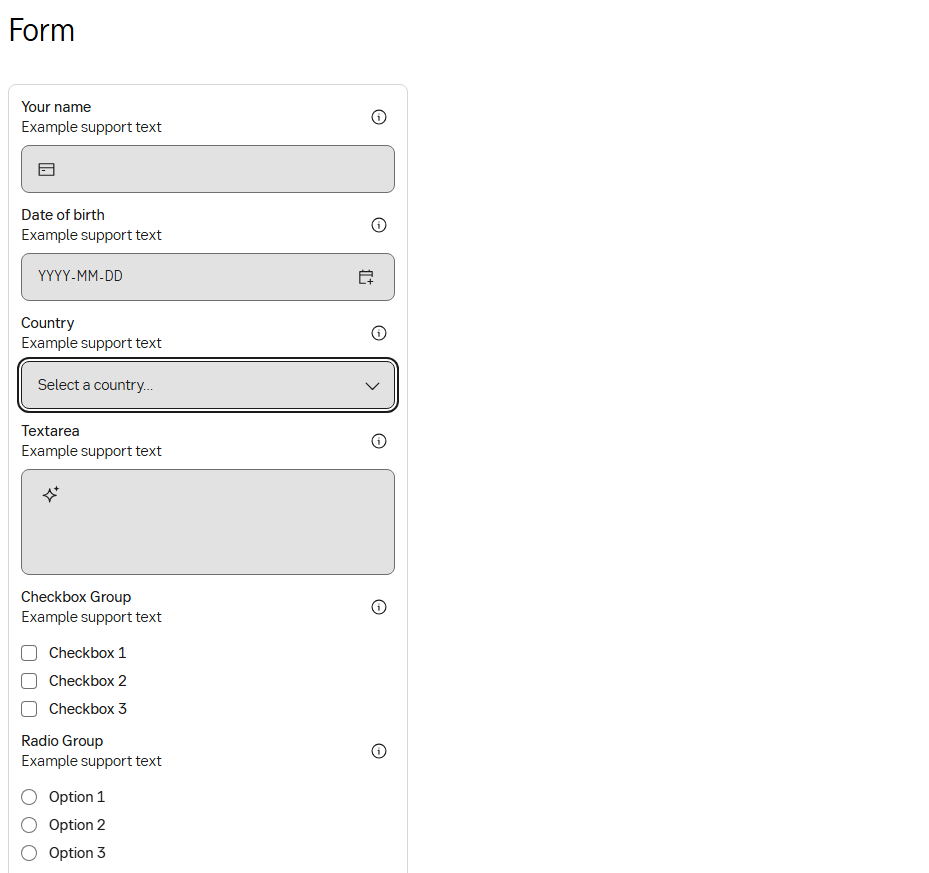 Form
Your name
Example support text
Date of birth
Example support text
YYYY-MM-DD
Country
Example support text
Select a country...
Textarea
Example support text
Checkbox Group
Example support text
Checkbox 1
Checkbox 2
Checkbox 3
Radio Group
Example support text
Option 1
Option 2
Option 3